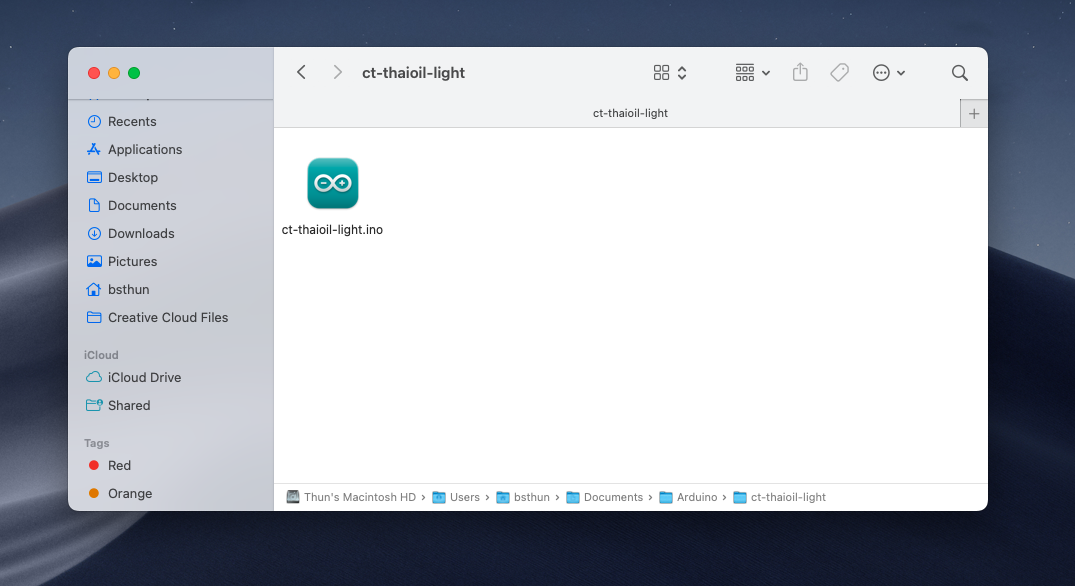 ct-thaioil-light
ct-thaioil-light
Recents
Applications
Desktop
Documents
Downloads
Pictures
bsthun
Creative Cloud Files
iCloud
iCloud Drive
Shared
Tags
Red
Orange
ct-thaioil-light.ino
Thun's Macintosh HD › Users › bsthun › Documents › Arduino › ct-thaioil-light